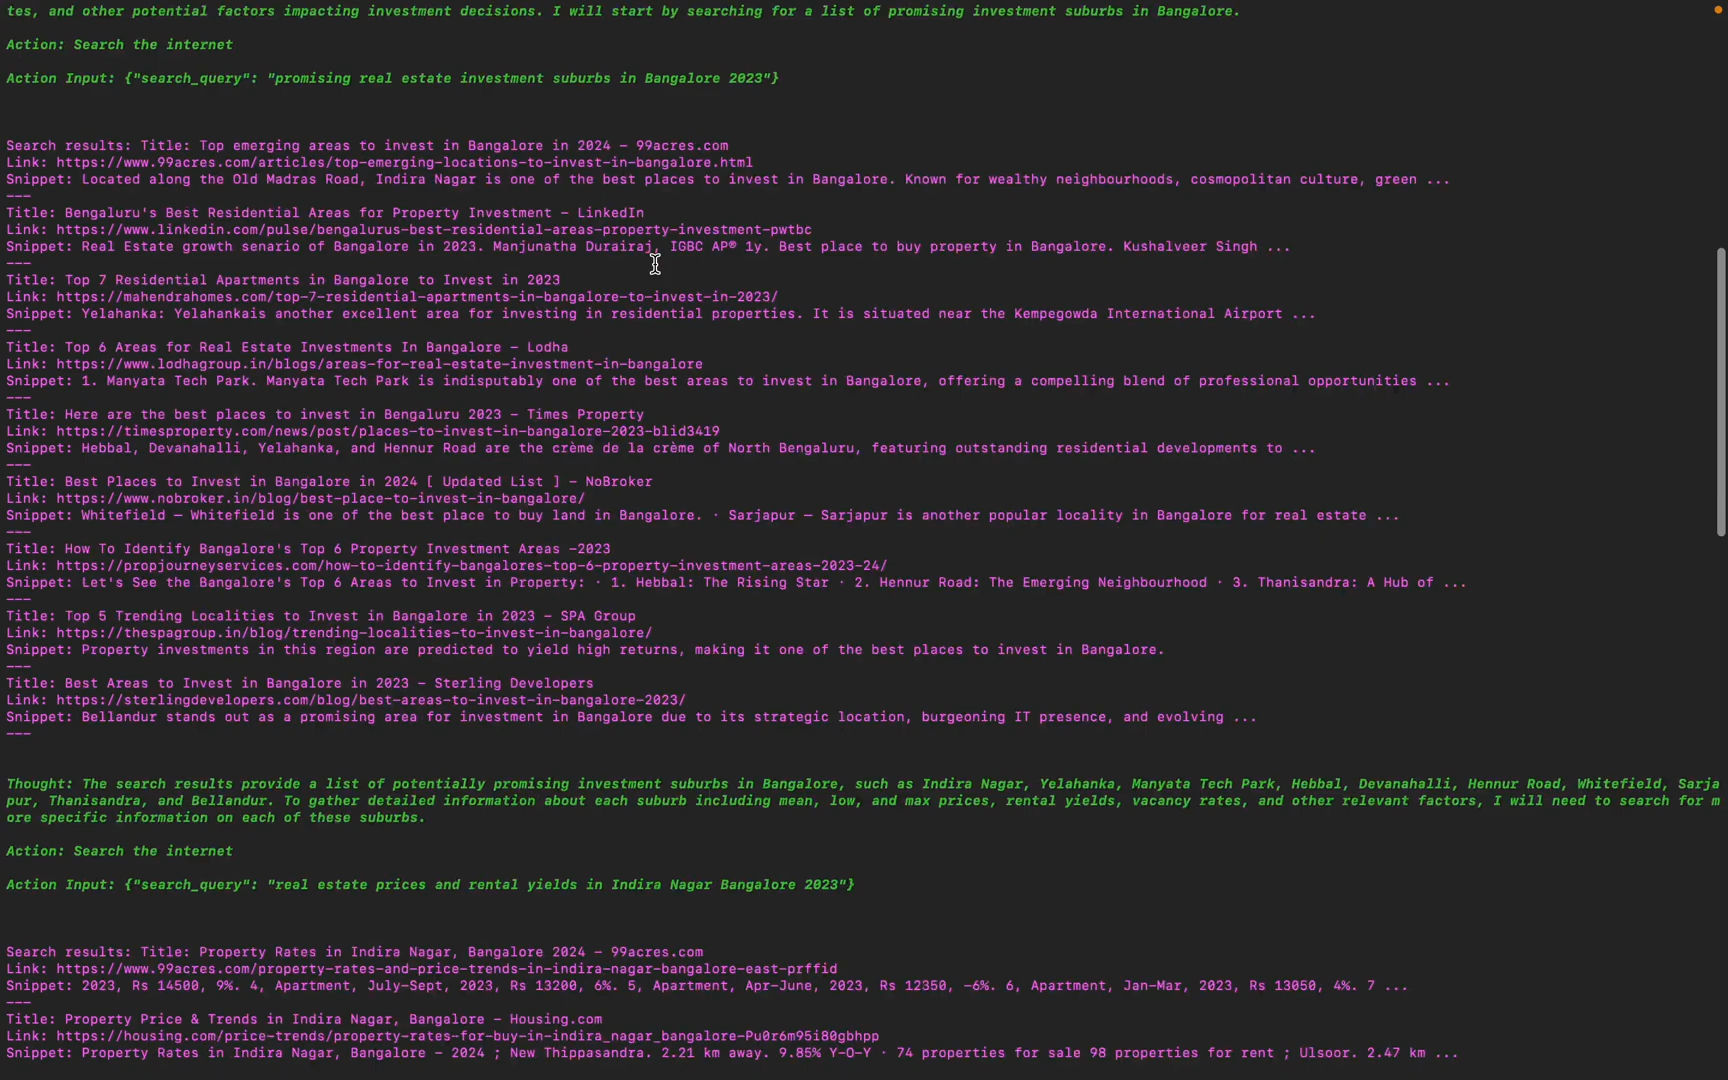 tes, and other potential factors impacting investment decisions. I will start by searching for a list of promising investment suburbs in Bangalore.
Action: Search the internet
Action Input: {"search_query": "promising real estate investment suburbs in Bangalore 2023"}
Search results: Title: Top emerging areas to invest in Bangalore in 2024 – 99acres.com
Link: https://www.99acres.com/articles/top-emerging-locations-to-invest-in-bangalore.html
Snippet: Located along the Old Madras Road, Indira Nagar is one of the best places to invest in Bangalore. Known for wealthy neighbourhoods, cosmopolitan culture, green ...
---
Title: Bengaluru's Best Residential Areas for Property Investment – LinkedIn
Link: https://www.linkedin.com/pulse/bengalurus-best-residential-areas-property-investment-pwtbc
Snippet: Real Estate growth senario of Bangalore in 2023. Manjunatha Durairaj, IGBC AP® 1y. Best place to buy property in Bangalore. Kushalveer Singh ...
---
Title: Top 7 Residential Apartments in Bangalore to Invest in 2023
Link: https://mahendrahomes.com/top-7-residential-apartments-in-bangalore-to-invest-in-2023/
Snippet: Yelahanka: Yelahankais another excellent area for investing in residential properties. It is situated near the Kempegowda International Airport ...
---
Title: Top 6 Areas for Real Estate Investments In Bangalore – Lodha
Link: https://www.lodhagroup.in/blogs/areas-for-real-estate-investment-in-bangalore
Snippet: 1. Manyata Tech Park. Manyata Tech Park is indisputably one of the best areas to invest in Bangalore, offering a compelling blend of professional opportunities ...
---
Title: Here are the best places to invest in Bengaluru 2023 – Times Property
Link: https://timesproperty.com/news/post/places-to-invest-in-bangalore-2023-blid3419
Snippet: Hebbal, Devanahalli, Yelahanka, and Hennur Road are the crème de la crème of North Bengaluru, featuring outstanding residential developments to ...
---
Title: Best Places to Invest in Bangalore in 2024 [ Updated List ] – NoBroker
Link: https://www.nobroker.in/blog/best-place-to-invest-in-bangalore/
Snippet: Whitefield – Whitefield is one of the best place to buy land in Bangalore. · Sarjapur – Sarjapur is another popular locality in Bangalore for real estate ...
---
Title: How To Identify Bangalore's Top 6 Property Investment Areas -2023
Link: https://propjourneyservices.com/how-to-identify-bangalores-top-6-property-investment-areas-2023-24/
Snippet: Let's See the Bangalore's Top 6 Areas to Invest in Property: · 1. Hebbal: The Rising Star · 2. Hennur Road: The Emerging Neighbourhood · 3. Thanisandra: A Hub of ...
---
Title: Top 5 Trending Localities to Invest in Bangalore in 2023 – SPA Group
Link: https://thespagroup.in/blog/trending-localities-to-invest-in-bangalore/
Snippet: Property investments in this region are predicted to yield high returns, making it one of the best places to invest in Bangalore.
---
Title: Best Areas to Invest in Bangalore in 2023 – Sterling Developers
Link: https://sterlingdevelopers.com/blog/best-areas-to-invest-in-bangalore-2023/
Snippet: Bellandur stands out as a promising area for investment in Bangalore due to its strategic location, burgeoning IT presence, and evolving ...
---
Thought: The search results provide a list of potentially promising investment suburbs in Bangalore, such as Indira Nagar, Yelahanka, Manyata Tech Park, Hebbal, Devanahalli, Hennur Road, Whitefield, Sarja
pur, Thanisandra, and Bellandur. To gather detailed information about each suburb including mean, low, and max prices, rental yields, vacancy rates, and other relevant factors, I will need to search for m
ore specific information on each of these suburbs.
Action: Search the internet
Action Input: {"search_query": "real estate prices and rental yields in Indira Nagar Bangalore 2023"}
Search results: Title: Property Rates in Indira Nagar, Bangalore 2024 – 99acres.com
Link: https://www.99acres.com/property-rates-and-price-trends-in-indira-nagar-bangalore-east-prffid
Snippet: 2023, Rs 14500, 9%. 4, Apartment, July-Sept, 2023, Rs 13200, 6%. 5, Apartment, Apr-June, 2023, Rs 12350, -6%. 6, Apartment, Jan-Mar, 2023, Rs 13050, 4%. 7 ...
---
Title: Property Price & Trends in Indira Nagar, Bangalore – Housing.com
Link: https://housing.com/price-trends/property-rates-for-buy-in-indira_nagar_bangalore-Pu0r6m95i80gbhpp
Snippet: Property Rates in Indira Nagar, Bangalore – 2024 ; New Thippasandra. 2.21 km away. 9.85% Y-O-Y · 74 properties for sale 98 properties for rent ; Ulsoor. 2.47 km ...